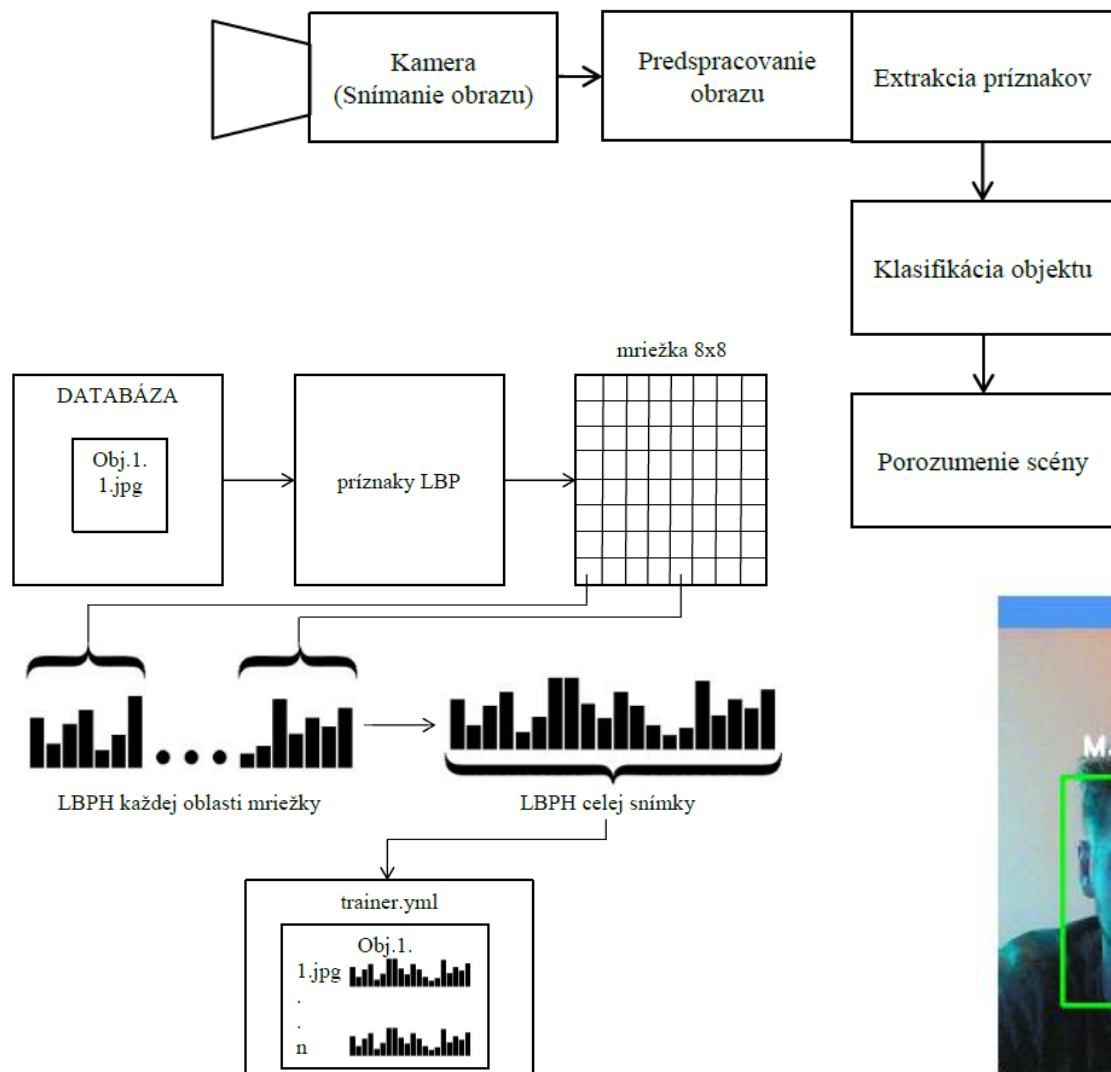 Kamera
(Snímanie obrazu)
Predspracovanie
obrazu
Extrakcia príznakov
Klasifikácia objektu
Porozumenie scény
mriežka 8x8
DATABÁZA
Obj.1.
1.jpg
príznaky LBP
LBPH každej oblasti mriežky
LBPH celej snímky
trainer.yml
Obj.1.
1.jpg
.
.
n